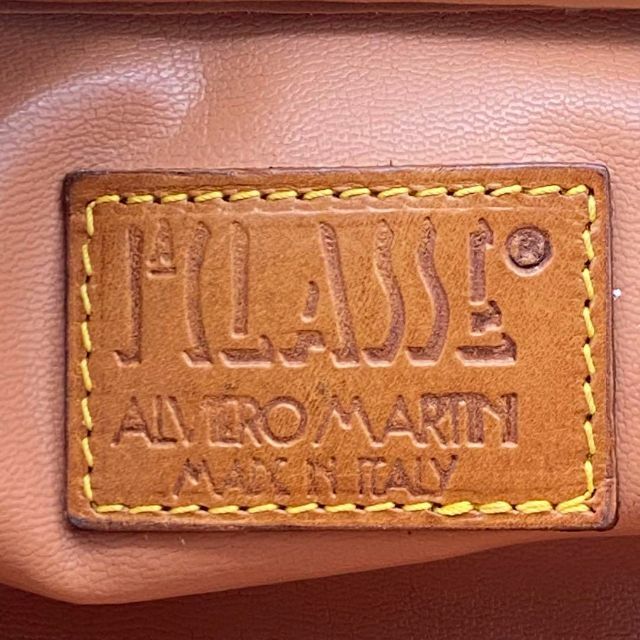 1ᴬ CLASSE
ALVIERO MARTINI
MADE IN ITALY